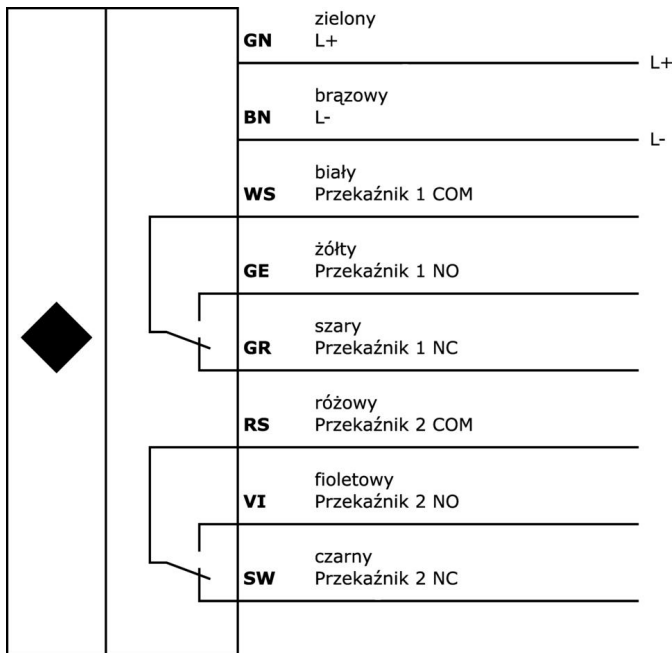 zielony
GN L+
L+
brązowy
BN L-
L-
biały
WS Przekaźnik 1 COM
żółty
GE Przekaźnik 1 NO
szary
GR Przekaźnik 1 NC
różowy
RS Przekaźnik 2 COM
fioletowy
VI Przekaźnik 2 NO
czarny
SW Przekaźnik 2 NC